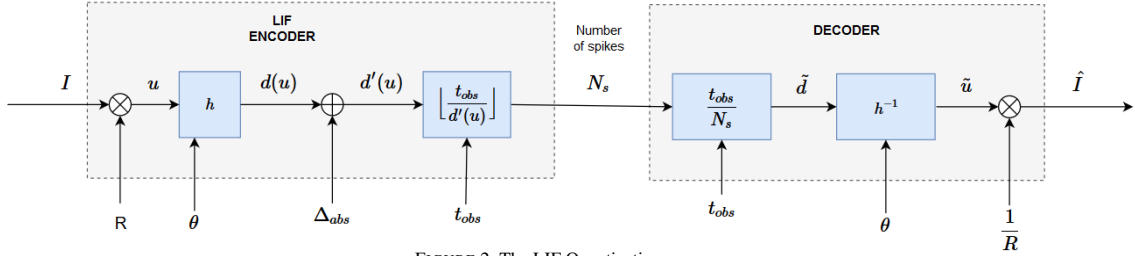 LIF
ENCODER
Number
of spikes
DECODER
I
u
h
d(u)
d′(u)
⌊ t_obs / d′(u) ⌋
N_s
t_obs / N_s
d̃
h⁻¹
ũ
Î
R
θ
Δ_abs
t_obs
t_obs
θ
1/R